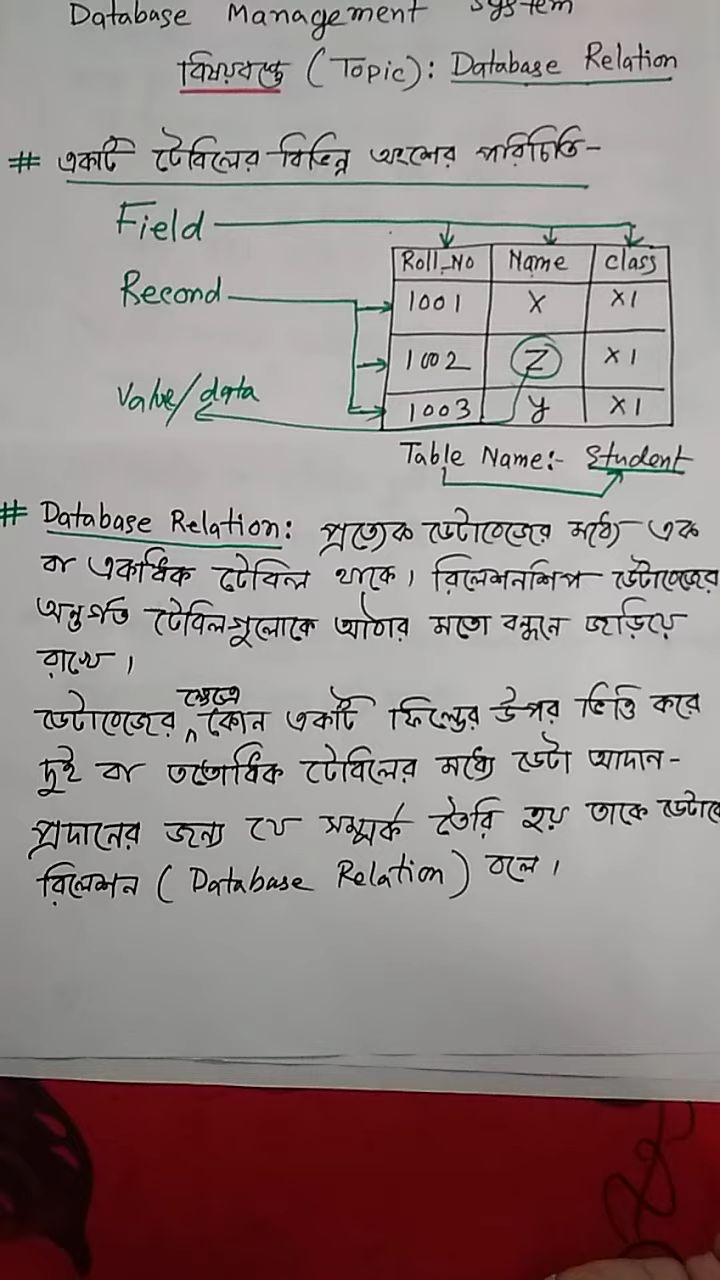 Database Management System
বিষয়বস্তু (Topic): Database Relation
# একটি টেবিলের বিভিন্ন অংশের পরিচিতি-
Field
Roll_No Name class
Record
1001 X XI
1002 Z XI
Value/data
1003 y XI
Table Name:- Student
# Database Relation: প্রত্যেক ডেটাবেজের মধ্যে এক
বা একাধিক টেবিল থাকে। রিলেশনশিপ ডেটাবেজের
অন্তর্গত টেবিলগুলোকে আঠার মতো বন্ধনে জড়িয়ে
রাখে।
ডেটাবেজের ক্ষেত্রে কোন একটি ফিল্ডের উপর ভিত্তি করে
দুই বা ততোধিক টেবিলের মধ্যে ডেটা আদান-
প্রদানের জন্য যে সম্পর্ক তৈরি হয় তাকে
রিলেশন (Database Relation) বলে।